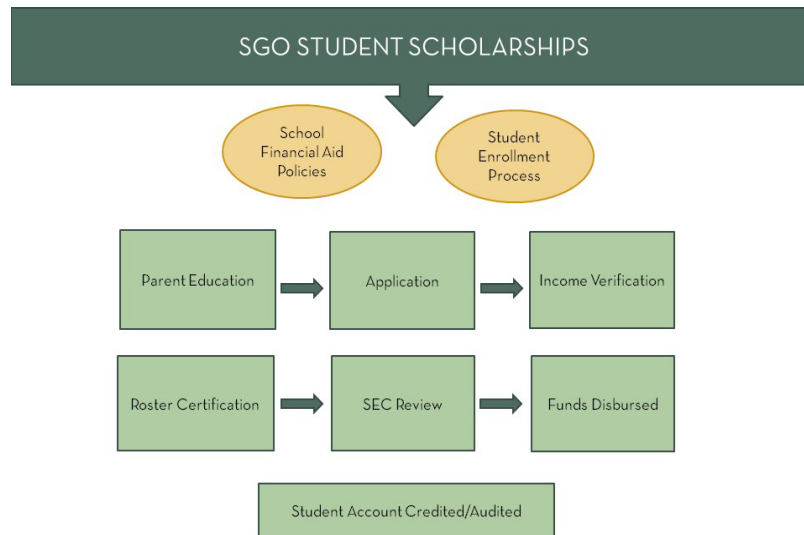 SGO STUDENT SCHOLARSHIPS
School
Financial Aid
Policies
Student
Enrollment
Process
Parent Education
Application
Income Verification
Roster Certification
SEC Review
Funds Disbursed
Student Account Credited/Audited